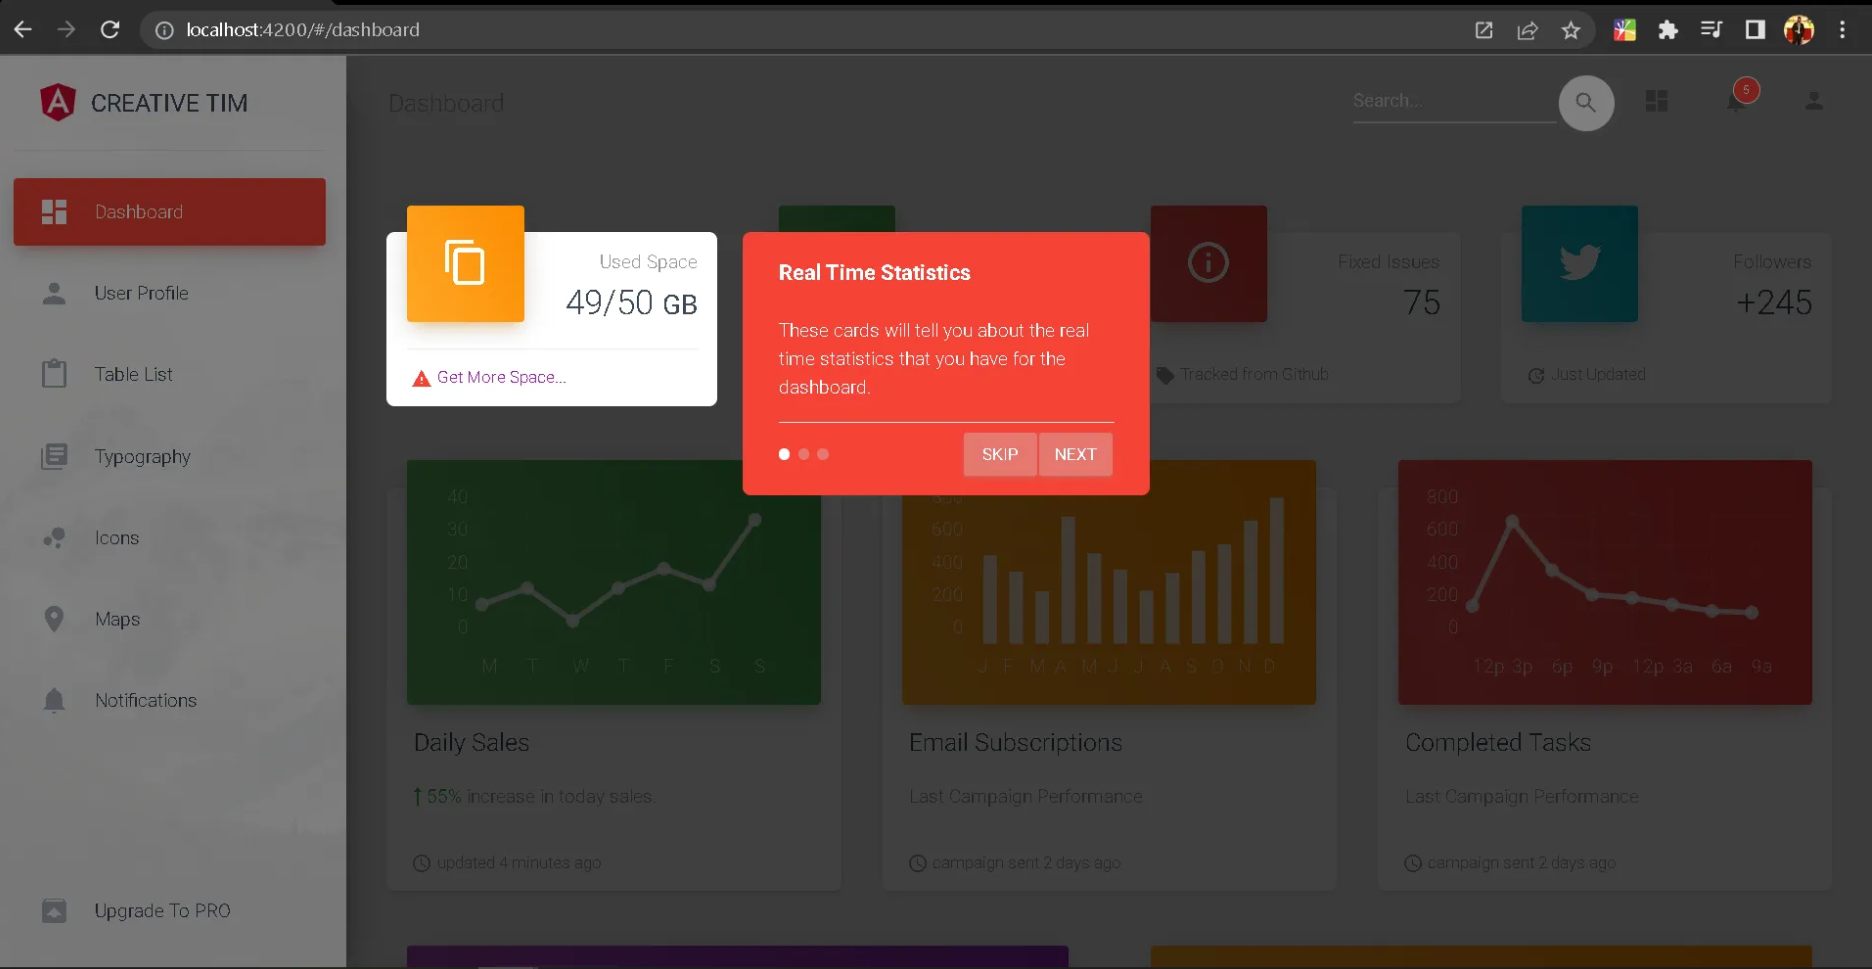 localhost:4200/#/dashboard
CREATIVE TIM
Dashboard
Search...
5
Dashboard
User Profile
Table List
Typography
Icons
Maps
Notifications
Upgrade To PRO
Used Space
49/50 GB
Get More Space...
Real Time Statistics
These cards will tell you about the real
time statistics that you have for the
dashboard.
SKIP
NEXT
Fixed Issues
75
Tracked from Github
Followers
+245
Just Updated
40
30
20
10
0
M T W T F S S
Daily Sales
55% increase in today sales.
updated 4 minutes ago
800
600
400
200
0
J F M A M J J A S O N D
Email Subscriptions
Last Campaign Performance
campaign sent 2 days ago
800
600
400
200
0
12p 3p 6p 9p 12p 3a 6a 9a
Completed Tasks
Last Campaign Performance
campaign sent 2 days ago